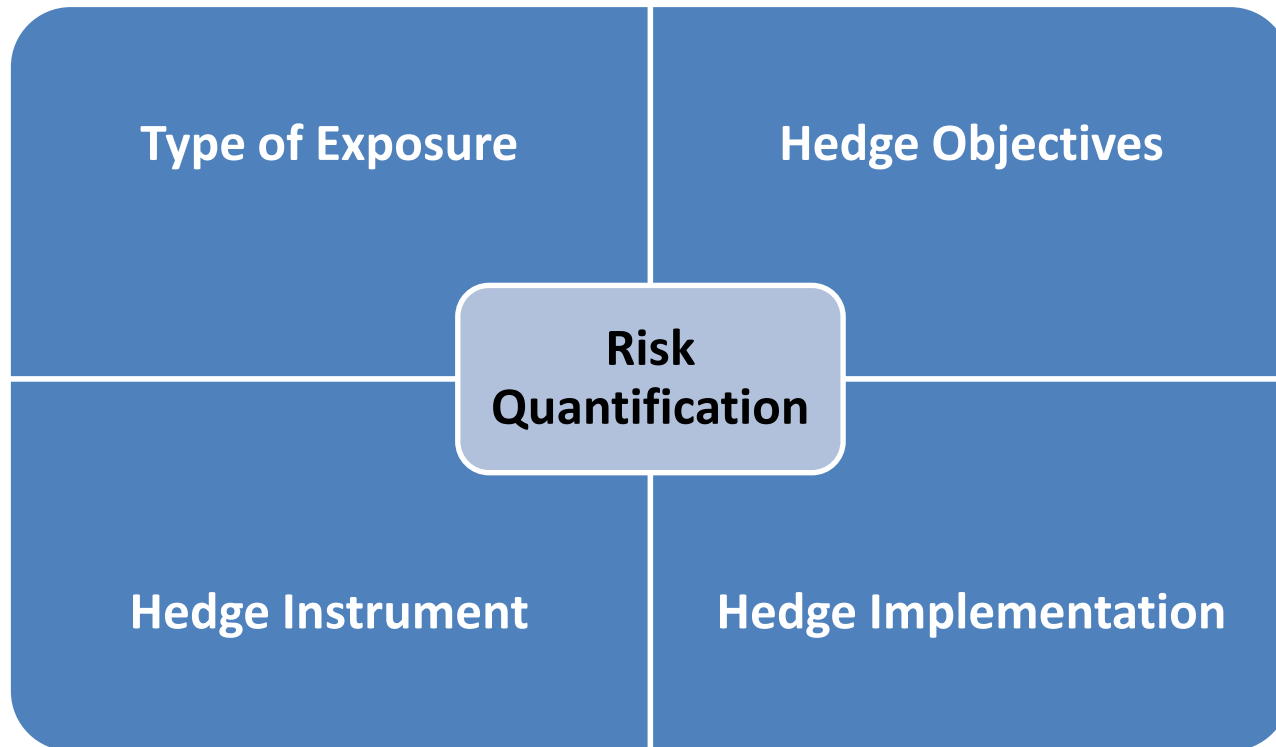 Type of Exposure
Hedge Objectives
Risk
Quantification
Hedge Instrument
Hedge Implementation